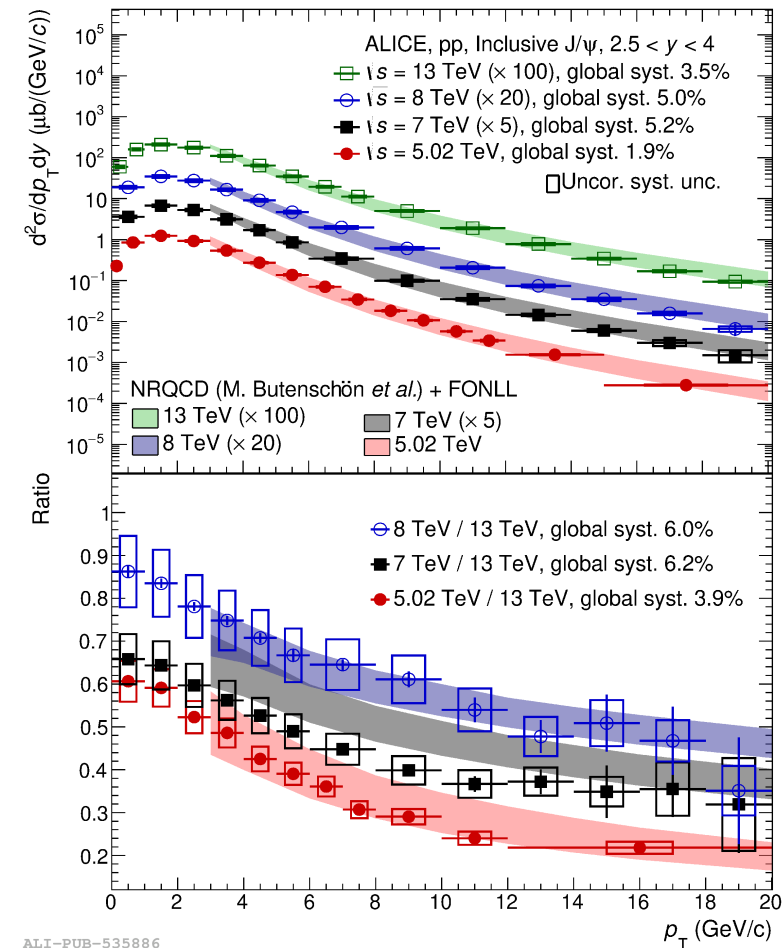 d²σ/dp_T dy (μb/(GeV/c))
10⁵
10⁴
10³
10²
10
1
10⁻¹
10⁻²
10⁻³
10⁻⁴
10⁻⁵
ALICE, pp, Inclusive J/ψ, 2.5 < y < 4
√s = 13 TeV (× 100), global syst. 3.5%
√s = 8 TeV (× 20), global syst. 5.0%
√s = 7 TeV (× 5), global syst. 5.2%
√s = 5.02 TeV, global syst. 1.9%
Uncor. syst. unc.
NRQCD (M. Butenschön et al.) + FONLL
13 TeV (× 100)
7 TeV (× 5)
8 TeV (× 20)
5.02 TeV
Ratio
1
0.9
0.8
0.7
0.6
0.5
0.4
0.3
0.2
8 TeV / 13 TeV, global syst. 6.0%
7 TeV / 13 TeV, global syst. 6.2%
5.02 TeV / 13 TeV, global syst. 3.9%
0 2 4 6 8 10 12 14 16 18 20
p_T (GeV/c)
ALI-PUB-535886